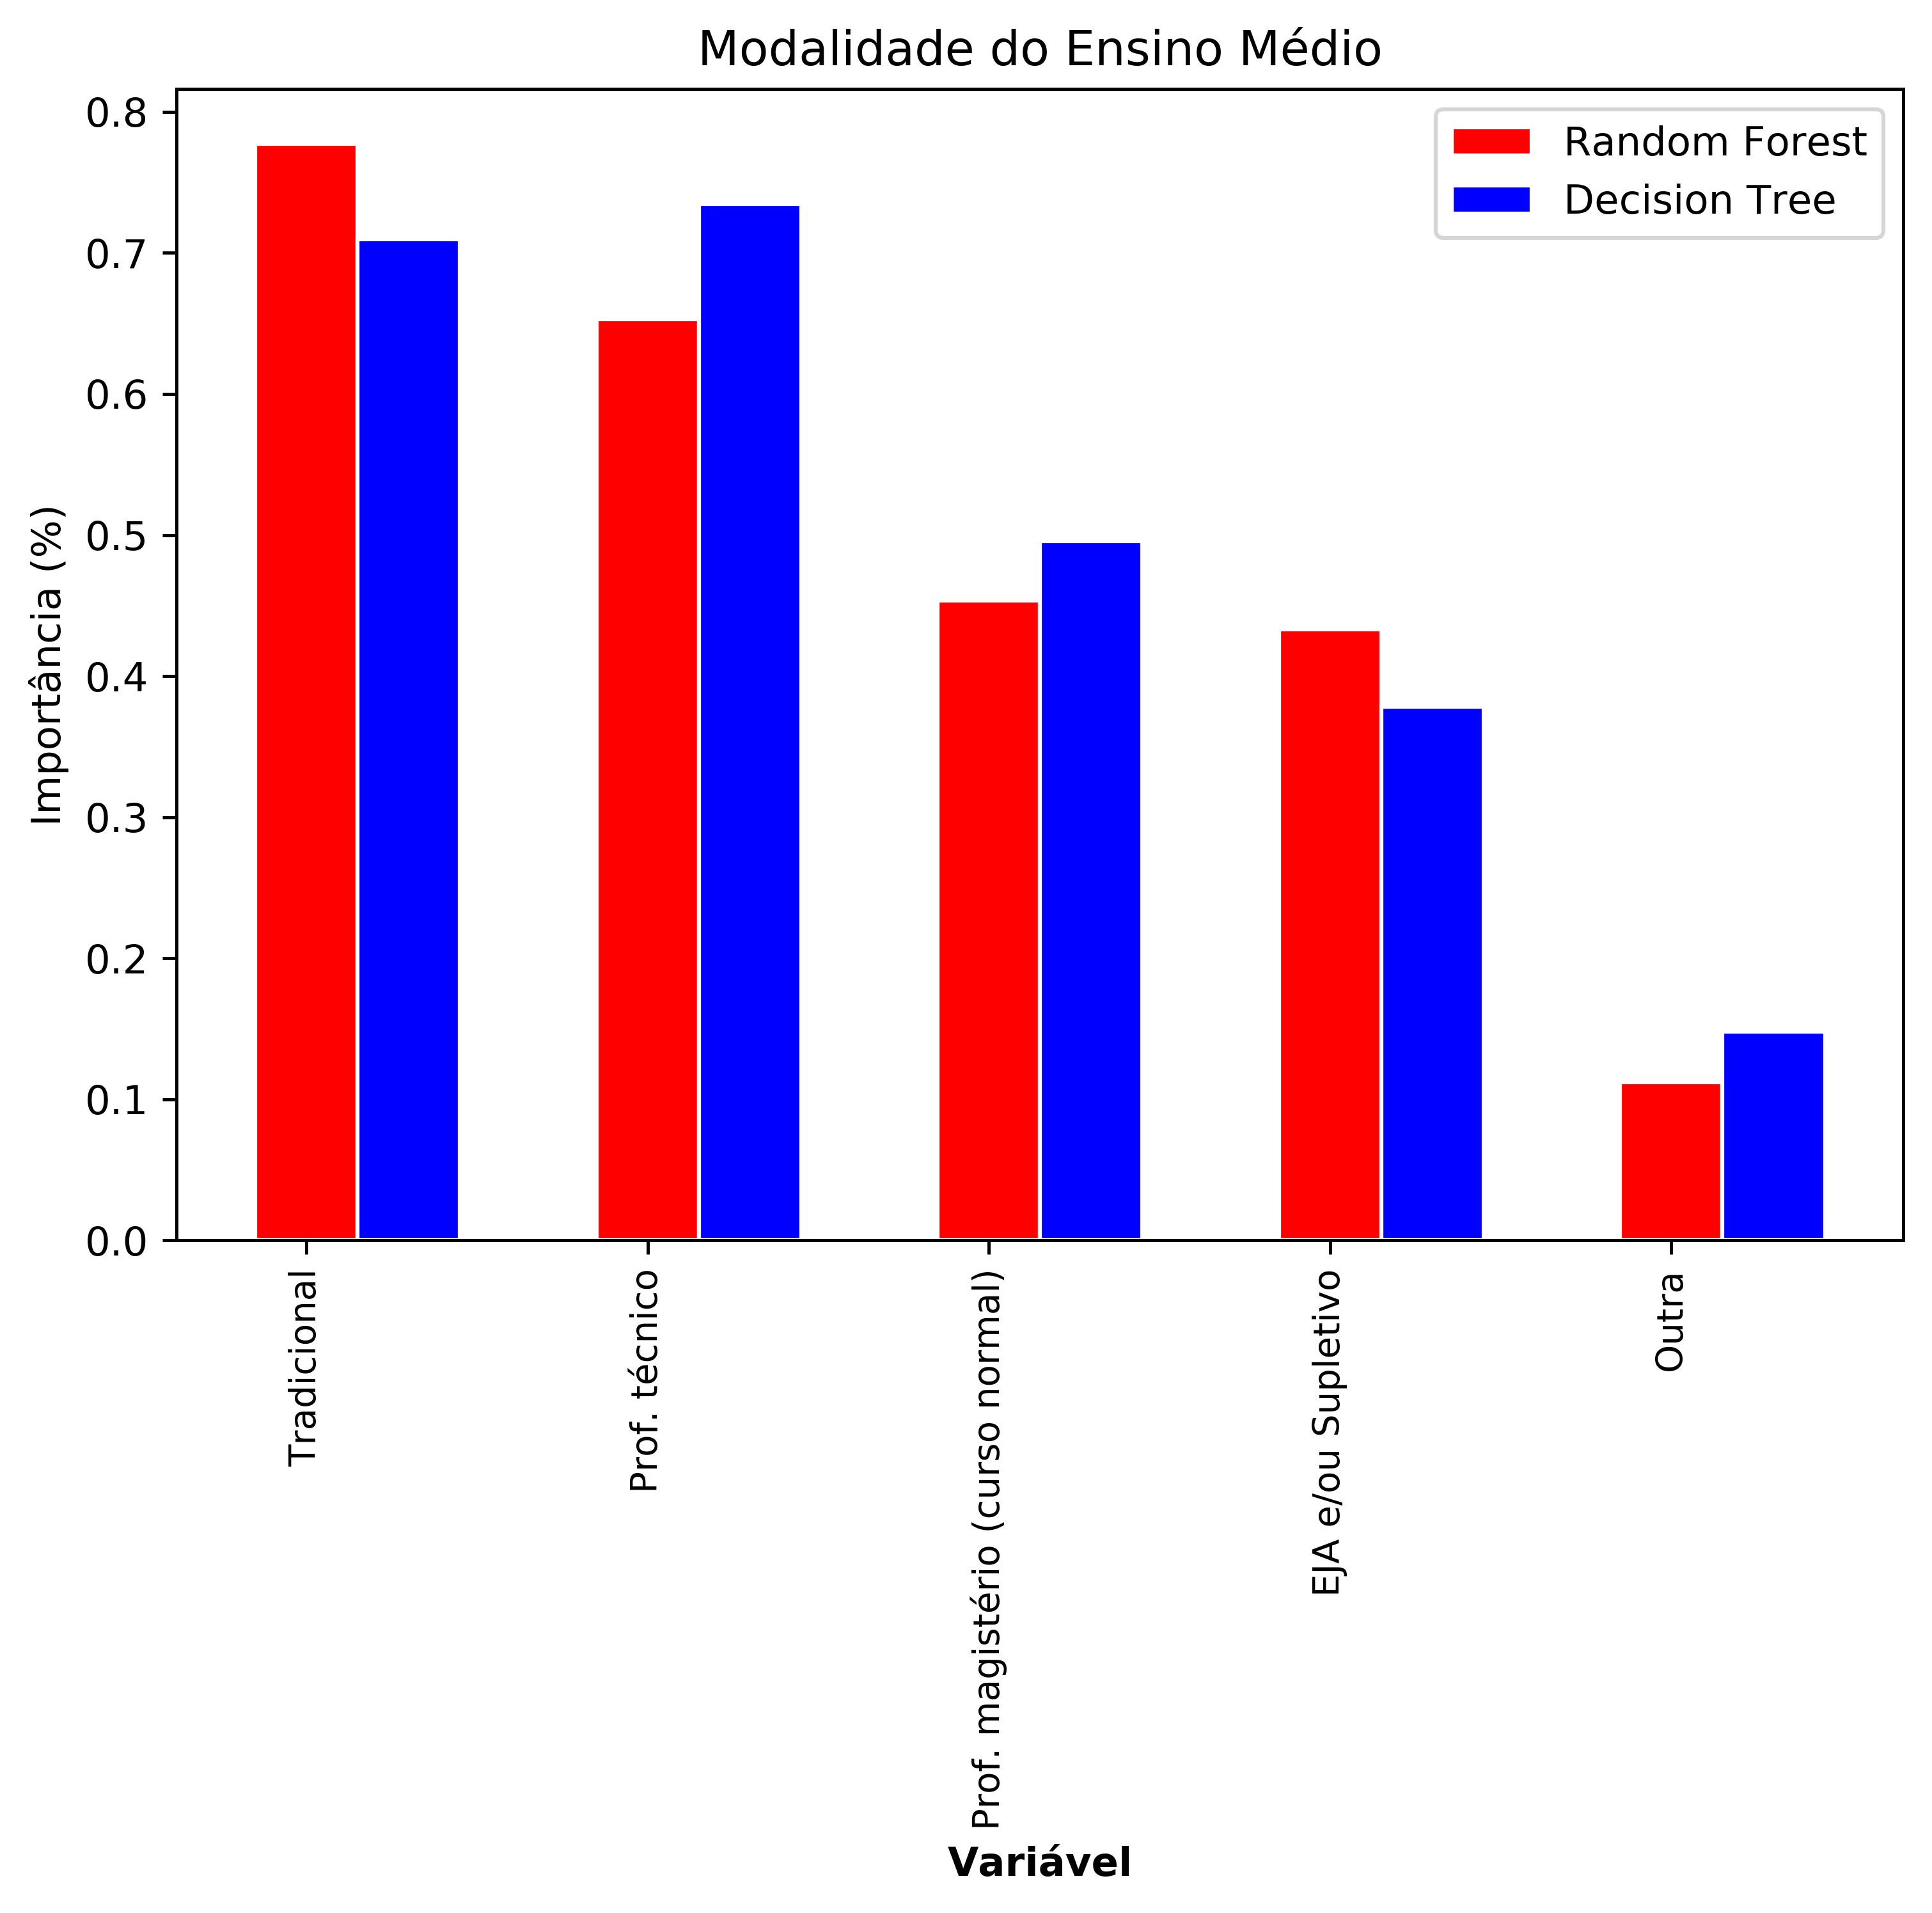 Modalidade do Ensino Médio
Random Forest
Decision Tree
Importância (%)
0.8
0.7
0.6
0.5
0.4
0.3
0.2
0.1
0.0
Tradicional
Prof. técnico
Prof. magistério (curso normal)
EJA e/ou Supletivo
Outra
Variável